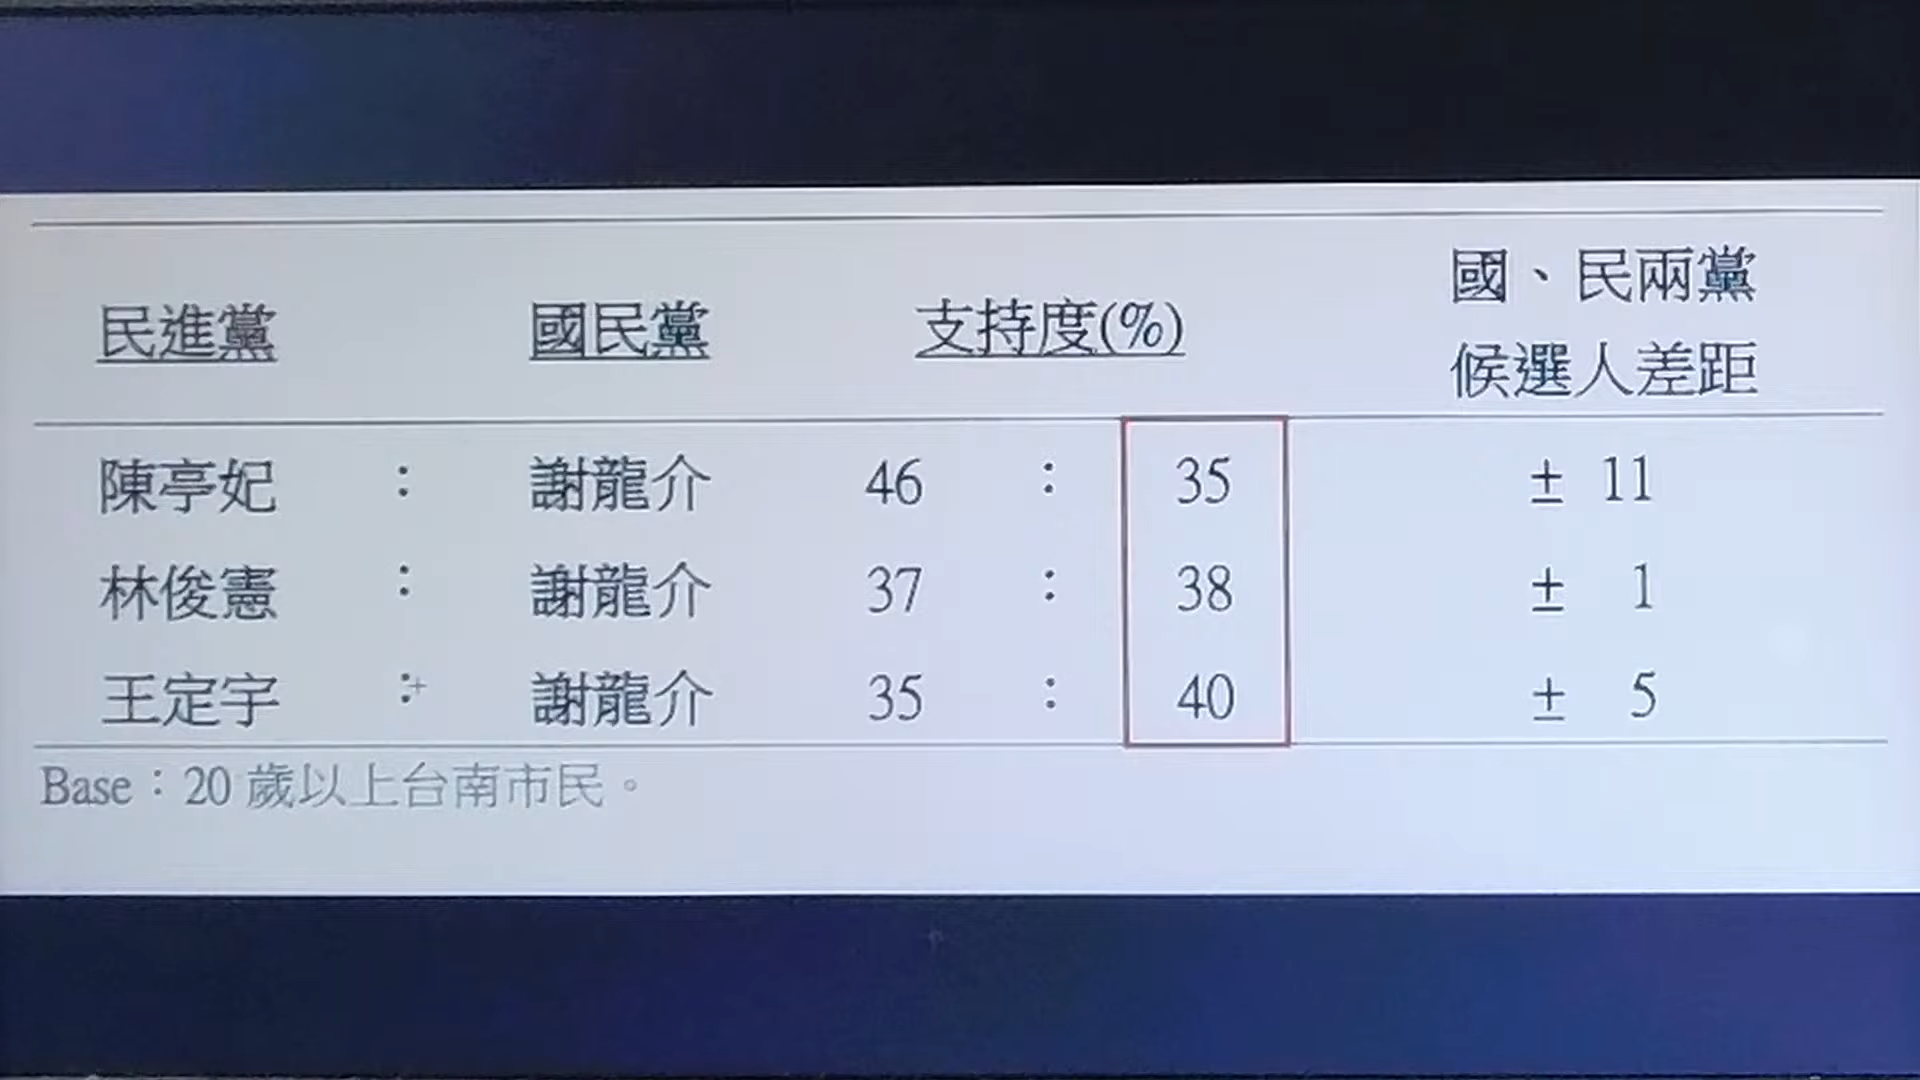 民進黨 國民黨 支持度(%) 國、民兩黨候選人差距
陳亭妃 : 謝龍介 46 : 35 ± 11
林俊憲 : 謝龍介 37 : 38 ± 1
王定宇 : 謝龍介 35 : 40 ± 5
Base:20 歲以上台南市民。